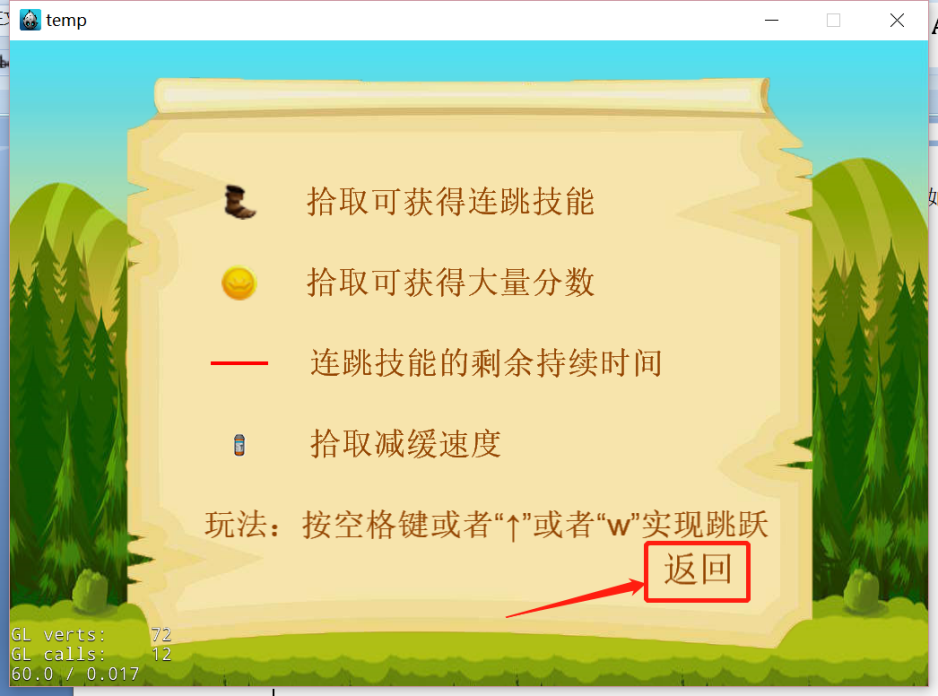 temp
拾取可获得连跳技能
拾取可获得大量分数
连跳技能的剩余持续时间
拾取减缓速度
玩法：按空格键或者“↑”或者“w”实现跳跃
返回
GL verts: 72
GL calls: 12
60.0 / 0.017